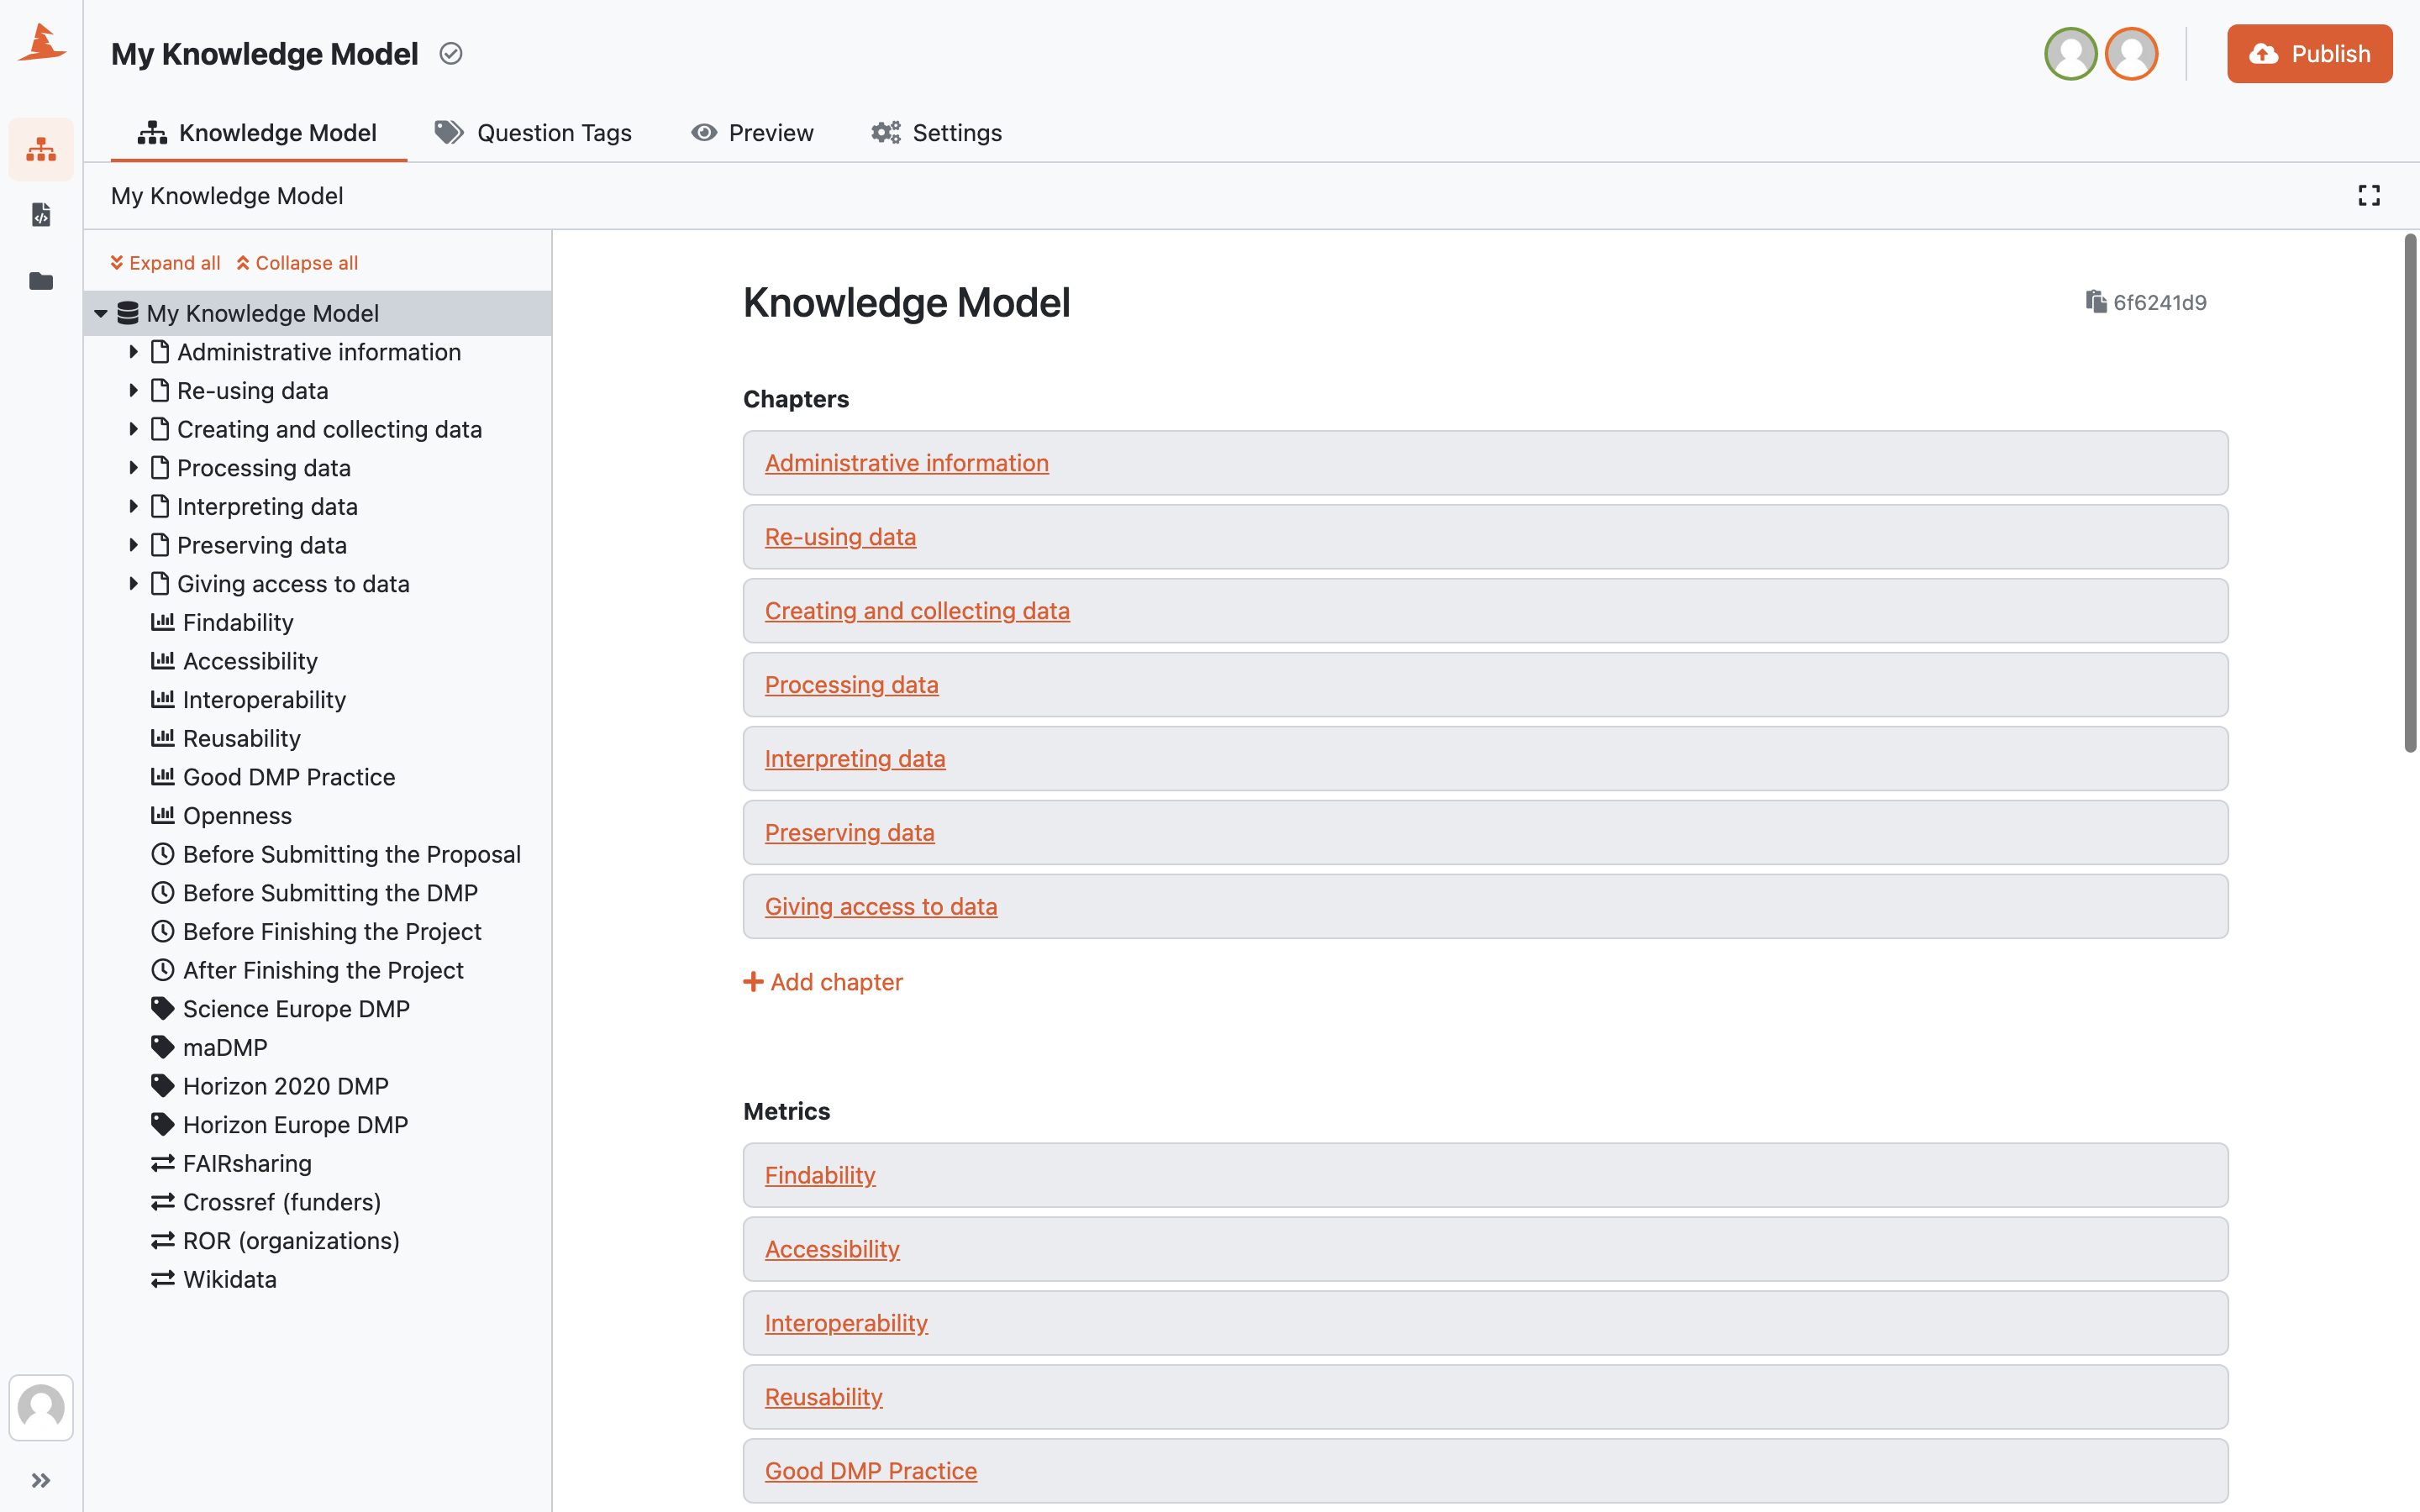 My Knowledge Model
Publish
Knowledge Model
Question Tags
Preview
Settings
My Knowledge Model
Expand all
Collapse all
My Knowledge Model
Administrative information
Re-using data
Creating and collecting data
Processing data
Interpreting data
Preserving data
Giving access to data
Findability
Accessibility
Interoperability
Reusability
Good DMP Practice
Openness
Before Submitting the Proposal
Before Submitting the DMP
Before Finishing the Project
After Finishing the Project
Science Europe DMP
maDMP
Horizon 2020 DMP
Horizon Europe DMP
FAIRsharing
Crossref (funders)
ROR (organizations)
Wikidata
Knowledge Model
6f6241d9
Chapters
Administrative information
Re-using data
Creating and collecting data
Processing data
Interpreting data
Preserving data
Giving access to data
Add chapter
Metrics
Findability
Accessibility
Interoperability
Reusability
Good DMP Practice